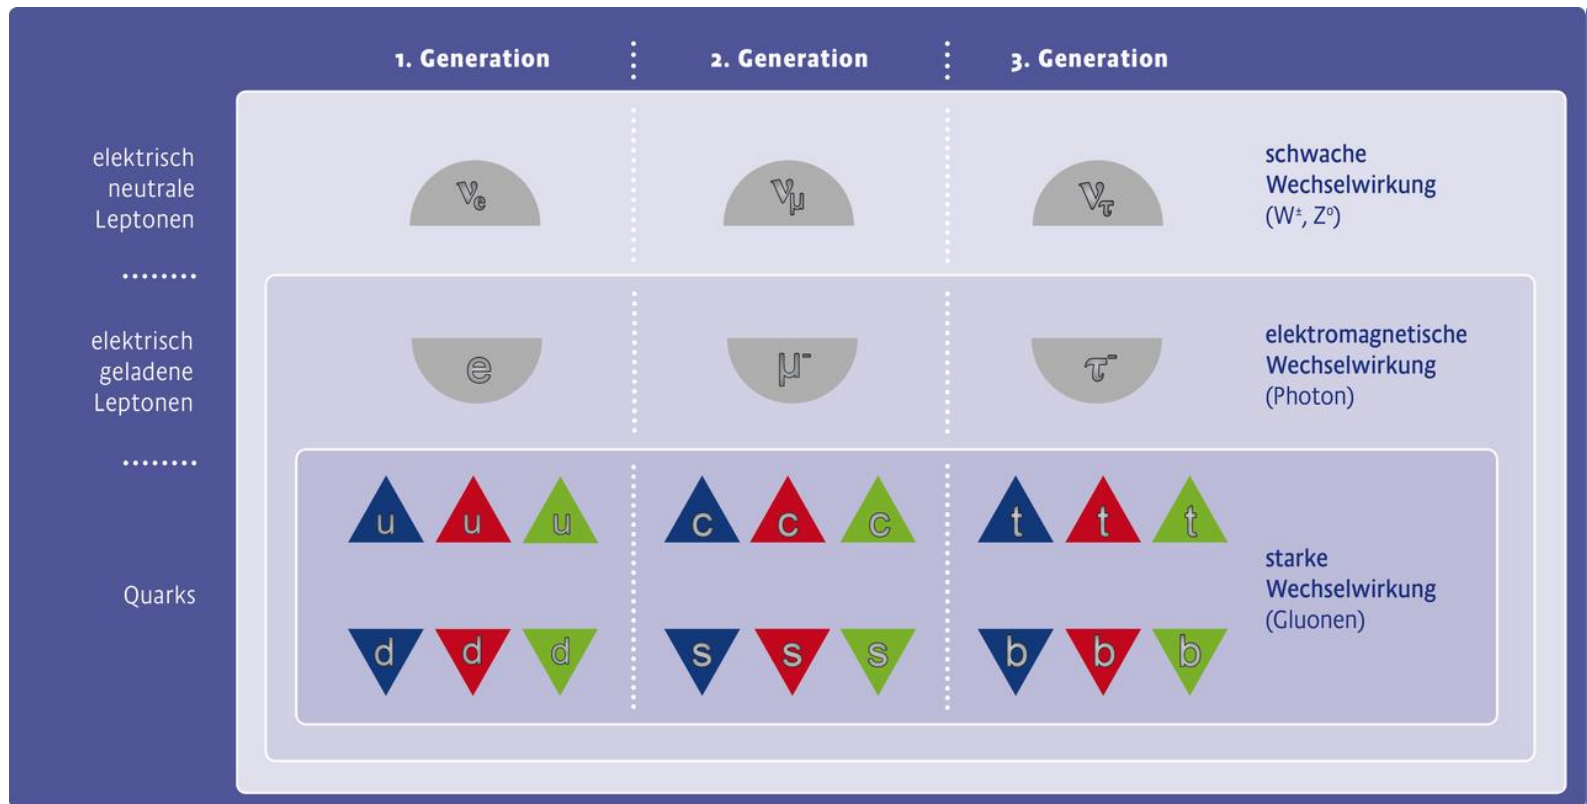 1. Generation 2. Generation 3. Generation
elektrisch
neutrale
Leptonen
νe νμ ντ
schwache
Wechselwirkung
(W±, Z⁰)
elektrisch
geladene
Leptonen
e μ⁻ τ⁻
elektromagnetische
Wechselwirkung
(Photon)
Quarks
u u u c c c t t t
d d d s s s b b b
starke
Wechselwirkung
(Gluonen)